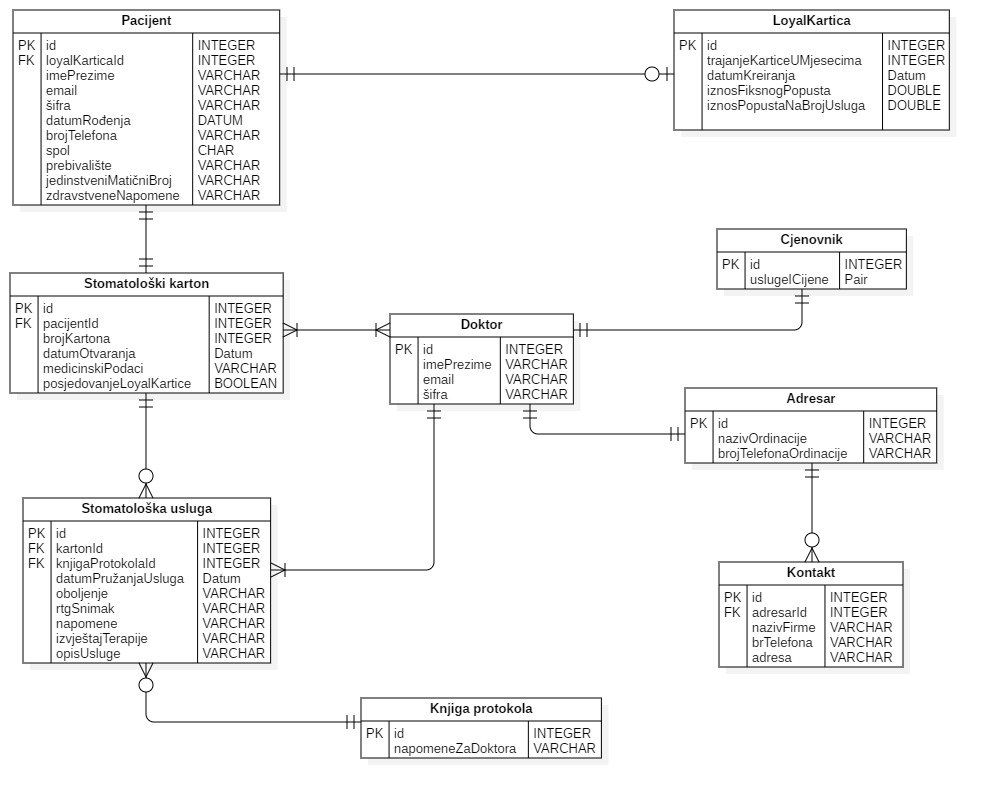 Pacijent
PK id INTEGER
FK loyalKarticaId INTEGER
imePrezime VARCHAR
email VARCHAR
šifra VARCHAR
datumRođenja DATUM
brojTelefona VARCHAR
spol CHAR
prebivalište VARCHAR
jedinstveniMatičniBroj VARCHAR
zdravstveneNapomene VARCHAR
LoyalKartica
PK id INTEGER
trajanjeKarticeUMjesecima INTEGER
datumKreiranja Datum
iznosFiksnogPopusta DOUBLE
iznosPopustaNaBrojUsluga DOUBLE
Cjenovnik
PK id INTEGER
uslugeICijene Pair
Stomatološki karton
PK id INTEGER
FK pacijentId INTEGER
brojKartona INTEGER
datumOtvaranja Datum
medicinskiPodaci VARCHAR
posjedovanjeLoyalKartice BOOLEAN
Doktor
PK id INTEGER
imePrezime VARCHAR
email VARCHAR
šifra VARCHAR
Adresar
PK id INTEGER
nazivOrdinacije VARCHAR
brojTelefonaOrdinacije VARCHAR
Stomatološka usluga
PK id INTEGER
FK kartonId INTEGER
FK knjigaProtokolaId INTEGER
datumPružanjaUsluga Datum
oboljenje VARCHAR
rtgSnimak VARCHAR
napomene VARCHAR
izvještajTerapije VARCHAR
opisUsluge VARCHAR
Kontakt
PK id INTEGER
FK adresarId INTEGER
nazivFirme VARCHAR
brTelefona VARCHAR
adresa VARCHAR
Knjiga protokola
PK id INTEGER
napomeneZaDoktora VARCHAR